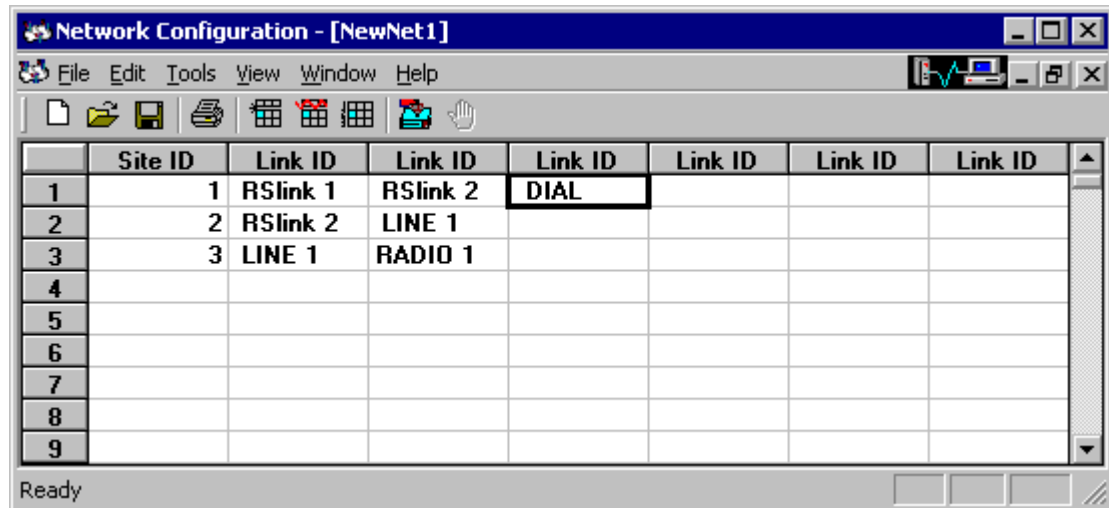 Network Configuration - [NewNet1]
File Edit Tools View Window Help
Site ID Link ID Link ID Link ID Link ID Link ID Link ID
1 1 RSlink 1 RSlink 2 DIAL
2 2 RSlink 2 LINE 1
3 3 LINE 1 RADIO 1
4
5
6
7
8
9
Ready